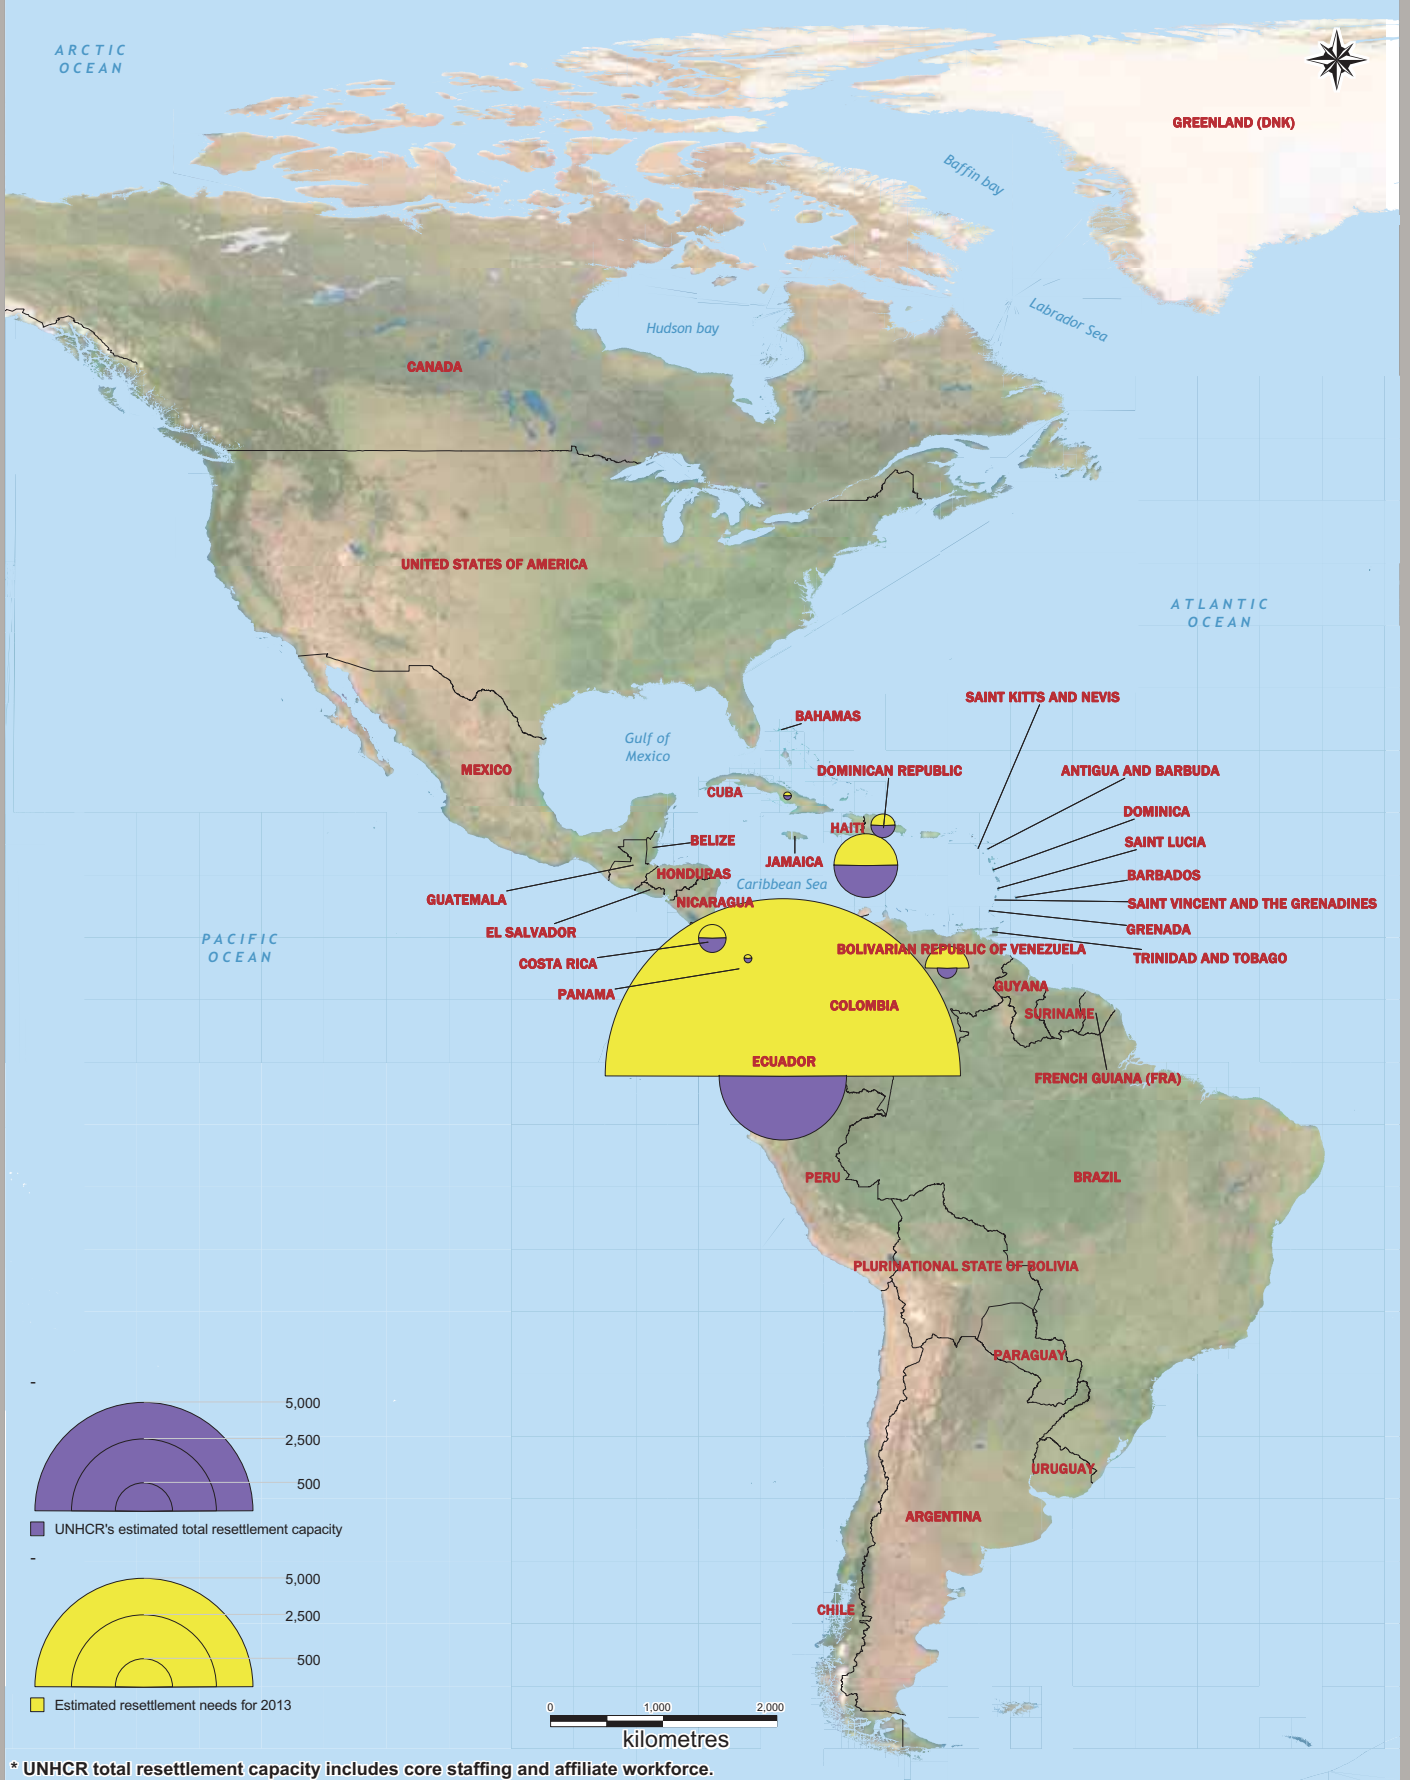 ARCTIC
OCEAN
GREENLAND (DNK)
Baffin bay
Labrador Sea
Hudson bay
CANADA
UNITED STATES OF AMERICA
ATLANTIC
OCEAN
SAINT KITTS AND NEVIS
BAHAMAS
Gulf of
Mexico
MEXICO
DOMINICAN REPUBLIC
ANTIGUA AND BARBUDA
CUBA
DOMINICA
HAITI
BELIZE
SAINT LUCIA
JAMAICA
HONDURAS
BARBADOS
Caribbean Sea
GUATEMALA
NICARAGUA
SAINT VINCENT AND THE GRENADINES
EL SALVADOR
GRENADA
PACIFIC
OCEAN
BOLIVARIAN REPUBLIC OF VENEZUELA
COSTA RICA
TRINIDAD AND TOBAGO
PANAMA
GUYANA
COLOMBIA
SURINAME
ECUADOR
FRENCH GUIANA (FRA)
PERU
BRAZIL
PLURINATIONAL STATE OF BOLIVIA
PARAGUAY
URUGUAY
ARGENTINA
CHILE
-
5,000
2,500
500
UNHCR's estimated total resettlement capacity
-
5,000
2,500
500
Estimated resettlement needs for 2013
0 1,000 2,000
kilometres
* UNHCR total resettlement capacity includes core staffing and affiliate workforce.